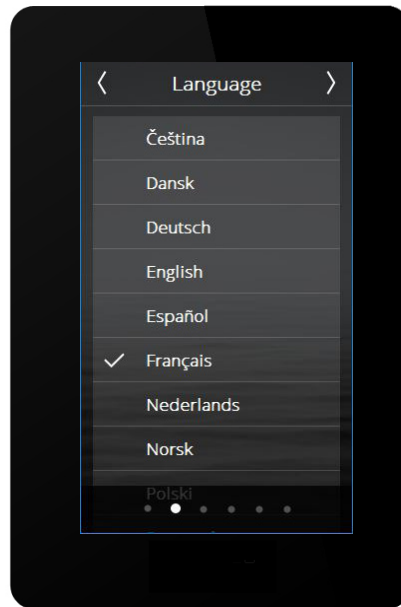 Language
Čeština
Dansk
Deutsch
English
Español
Français
Nederlands
Norsk
Polski